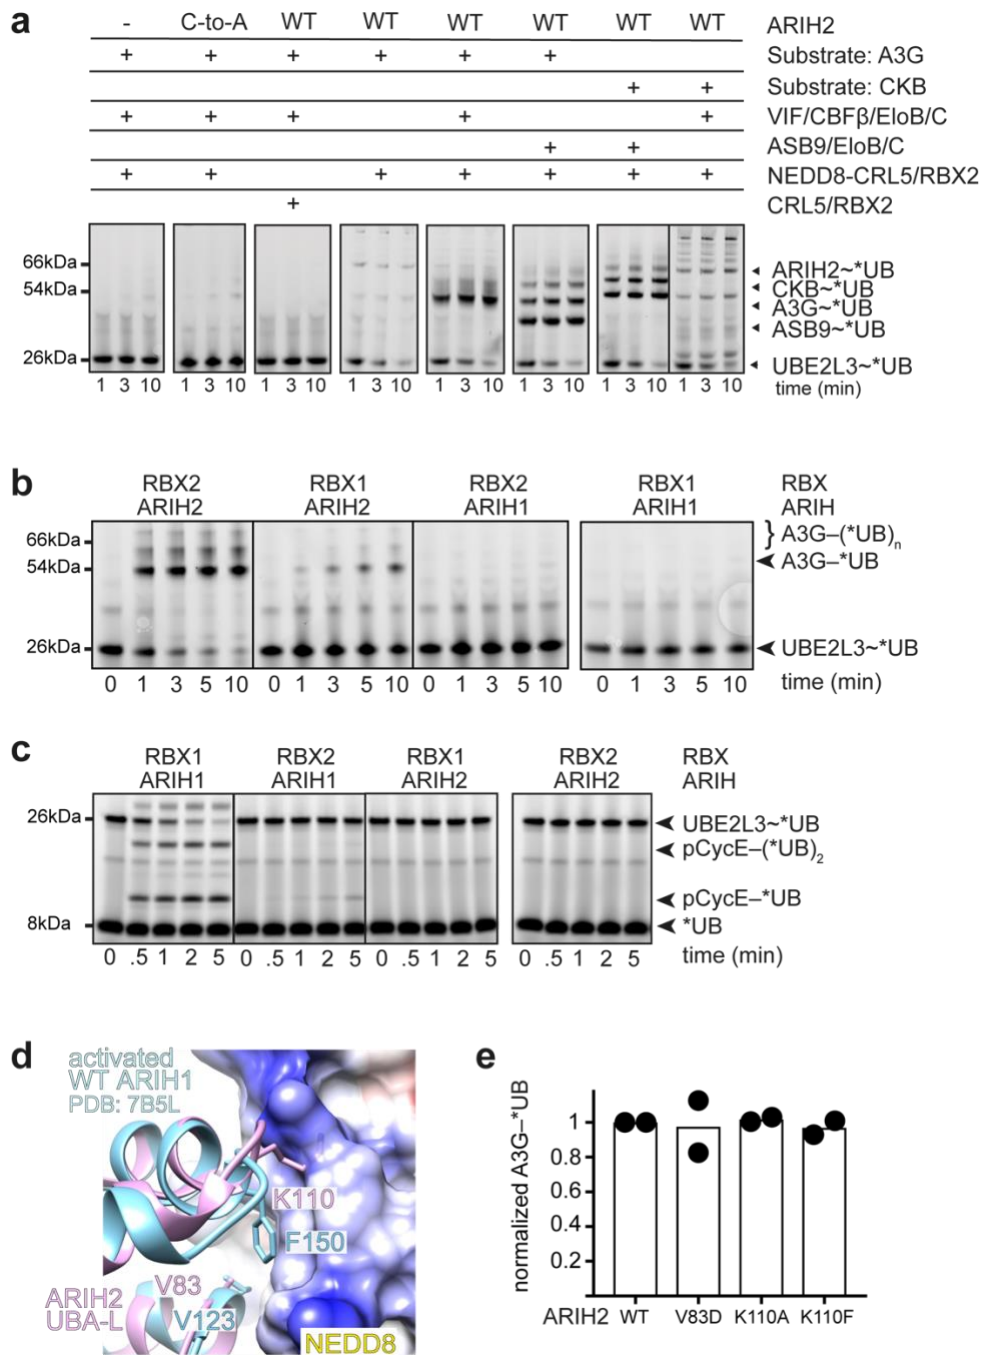 a
- C-to-A WT WT WT WT WT WT ARIH2
+ + + + + + Substrate: A3G
+ + Substrate: CKB
+ + + + + VIF/CBFβ/EloB/C
+ + ASB9/EloB/C
+ + + + + + + NEDD8-CRL5/RBX2
+ CRL5/RBX2
66kDa
54kDa
26kDa
ARIH2~*UB
CKB~*UB
A3G~*UB
ASB9~*UB
UBE2L3~*UB
1 3 10 1 3 10 1 3 10 1 3 10 1 3 10 1 3 10 1 3 10 1 3 10 time (min)
b
RBX2 RBX1 RBX2 RBX1 RBX
ARIH2 ARIH2 ARIH1 ARIH1 ARIH
66kDa
54kDa
26kDa
} A3G–(*UB)n
A3G–*UB
UBE2L3~*UB
0 1 3 5 10 0 1 3 5 10 0 1 3 5 10 0 1 3 5 10 time (min)
c
RBX1 RBX2 RBX1 RBX2 RBX
ARIH1 ARIH1 ARIH2 ARIH2 ARIH
26kDa
8kDa
UBE2L3~*UB
pCycE–(*UB)2
pCycE–*UB
*UB
0 .5 1 2 5 0 .5 1 2 5 0 .5 1 2 5 0 .5 1 2 5 time (min)
d
activated
WT ARIH1
PDB: 7B5L
K110
F150
V83
V123
ARIH2
UBA-L
NEDD8
e
normalized A3G–*UB
1
0.8
0.6
0.4
0.2
ARIH2 WT V83D K110A K110F